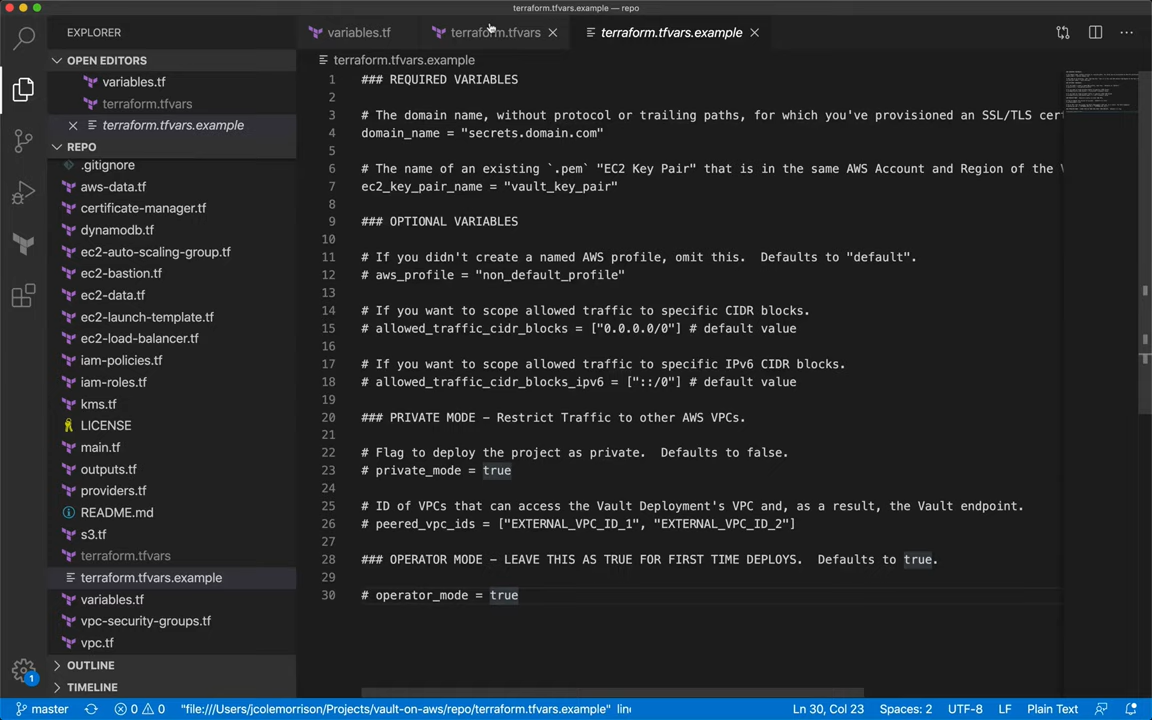 terraform.tfvars.example — repo
EXPLORER
variables.tf
terraform.tfvars
terraform.tfvars.example
OPEN EDITORS
variables.tf
terraform.tfvars
terraform.tfvars.example
REPO
.gitignore
aws-data.tf
certificate-manager.tf
dynamodb.tf
ec2-auto-scaling-group.tf
ec2-bastion.tf
ec2-data.tf
ec2-launch-template.tf
ec2-load-balancer.tf
iam-policies.tf
iam-roles.tf
kms.tf
LICENSE
main.tf
outputs.tf
providers.tf
README.md
s3.tf
terraform.tfvars
terraform.tfvars.example
variables.tf
vpc-security-groups.tf
vpc.tf
OUTLINE
TIMELINE
terraform.tfvars.example
1 ### REQUIRED VARIABLES
2
3 # The domain name, without protocol or trailing paths, for which you've provisioned an SSL/TLS cer
4 domain_name = "secrets.domain.com"
5
6 # The name of an existing `.pem` "EC2 Key Pair" that is in the same AWS Account and Region of the V
7 ec2_key_pair_name = "vault_key_pair"
8
9 ### OPTIONAL VARIABLES
10
11 # If you didn't create a named AWS profile, omit this.  Defaults to "default".
12 # aws_profile = "non_default_profile"
13
14 # If you want to scope allowed traffic to specific CIDR blocks.
15 # allowed_traffic_cidr_blocks = ["0.0.0.0/0"] # default value
16
17 # If you want to scope allowed traffic to specific IPv6 CIDR blocks.
18 # allowed_traffic_cidr_blocks_ipv6 = ["::/0"] # default value
19
20 ### PRIVATE MODE – Restrict Traffic to other AWS VPCs.
21
22 # Flag to deploy the project as private.  Defaults to false.
23 # private_mode = true
24
25 # ID of VPCs that can access the Vault Deployment's VPC and, as a result, the Vault endpoint.
26 # peered_vpc_ids = ["EXTERNAL_VPC_ID_1", "EXTERNAL_VPC_ID_2"]
27
28 ### OPERATOR MODE – LEAVE THIS AS TRUE FOR FIRST TIME DEPLOYS.  Defaults to true.
29
30 # operator_mode = true
1
master
0
0
"file:///Users/jcolemorrison/Projects/vault-on-aws/repo/terraform.tfvars.example" line
Ln 30, Col 23
Spaces: 2
UTF-8
LF
Plain Text